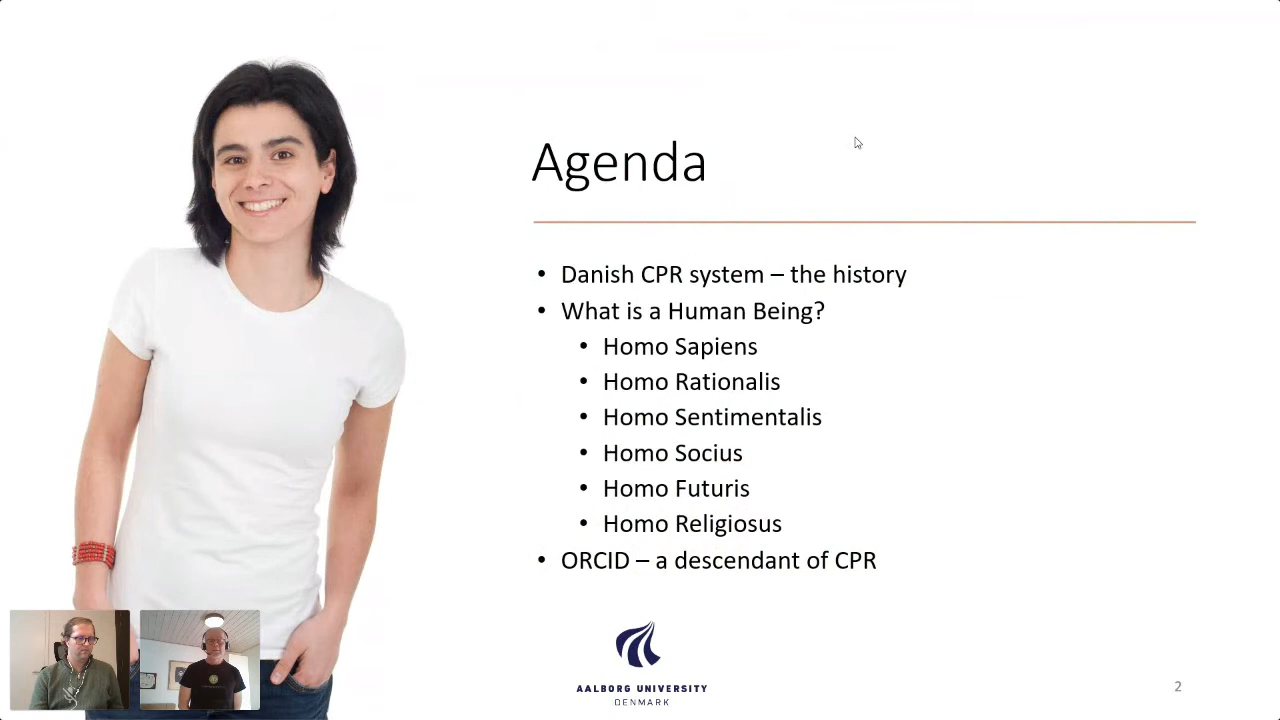 Agenda
• Danish CPR system – the history
• What is a Human Being?
• Homo Sapiens
• Homo Rationalis
• Homo Sentimentalis
• Homo Socius
• Homo Futuris
• Homo Religiosus
• ORCID – a descendant of CPR
AALBORG UNIVERSITY
DENMARK
2